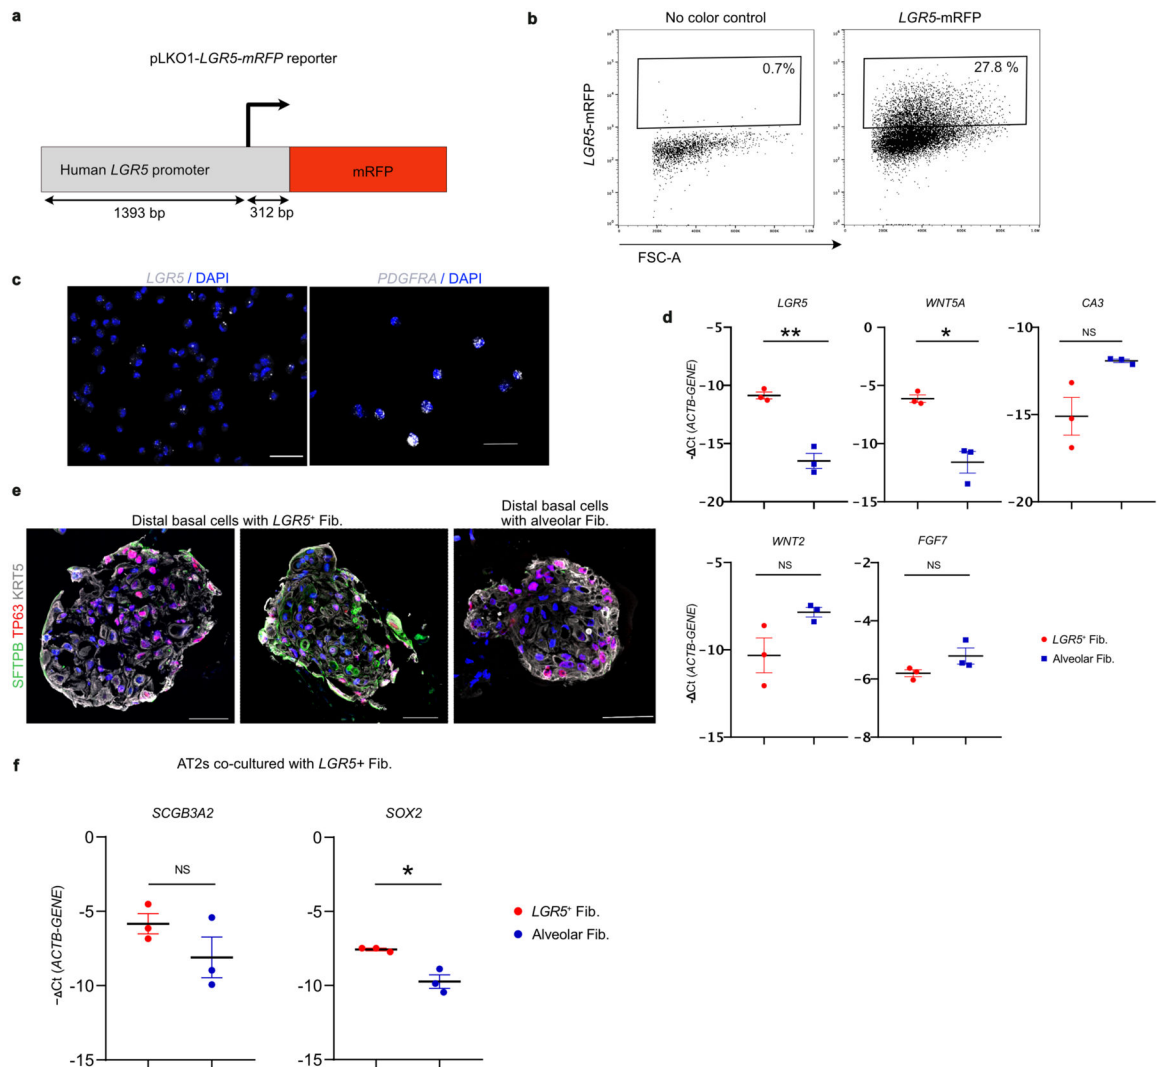 a
pLKO1-LGR5-mRFP reporter
Human LGR5 promoter
mRFP
1393 bp
312 bp
b
No color control
LGR5-mRFP
0.7%
27.8 %
LGR5-mRFP
FSC-A
c
LGR5 / DAPI
PDGFRA / DAPI
d
LGR5
WNT5A
CA3
-ΔCt (ACTB-GENE)
−5
−10
−15
−20
**
0
−5
−10
−15
*
−10
−15
−20
NS
WNT2
FGF7
-ΔCt (ACTB-GENE)
−5
−10
−15
NS
−2
−4
−6
−8
NS
LGR5⁺ Fib.
Alveolar Fib.
e
Distal basal cells with LGR5⁺ Fib.
Distal basal cells
with alveolar Fib.
SFTPB TP63 KRT5
f
AT2s co-cultured with LGR5+ Fib.
SCGB3A2
SOX2
−ΔCt (ACTB-GENE)
0
-5
-10
-15
NS
0
-5
-10
-15
*
LGR5⁺ Fib.
Alveolar Fib.